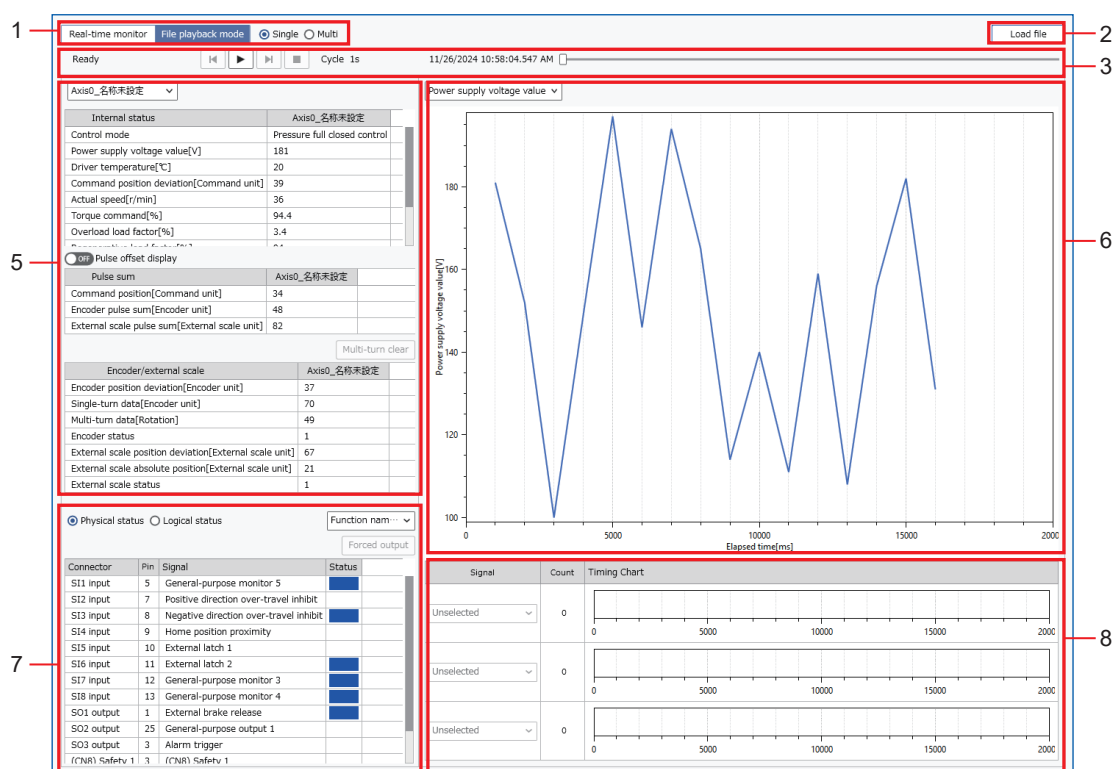 1
Real-time monitor File playback mode Single Multi
Load file
2
Ready Cycle 1s 11/26/2024 10:58:04.547 AM
3
Axis0_名称未設定
Internal status Axis0_名称未設定
Control mode Pressure full closed control
Power supply voltage value[V] 181
Driver temperature[℃] 20
Command position deviation[Command unit] 39
Actual speed[r/min] 36
Torque command[%] 94.4
Overload load factor[%] 3.4
5
OFF Pulse offset display
Pulse sum Axis0_名称未設定
Command position[Command unit] 34
Encoder pulse sum[Encoder unit] 48
External scale pulse sum[External scale unit] 82
Multi-turn clear
Encoder/external scale Axis0_名称未設定
Encoder position deviation[Encoder unit] 37
Single-turn data[Encoder unit] 70
Multi-turn data[Rotation] 49
Encoder status 1
External scale position deviation[External scale unit] 67
External scale absolute position[External scale unit] 21
External scale status 1
Power supply voltage value
Power supply voltage value[V]
180
160
140
120
100
0 5000 10000 15000 2000
Elapsed time[ms]
6
Physical status Logical status Function nam…
Forced output
Connector Pin Signal Status
SI1 input 5 General-purpose monitor 5
SI2 input 7 Positive direction over-travel inhibit
SI3 input 8 Negative direction over-travel inhibit
SI4 input 9 Home position proximity
SI5 input 10 External latch 1
SI6 input 11 External latch 2
SI7 input 12 General-purpose monitor 3
SI8 input 13 General-purpose monitor 4
SO1 output 1 External brake release
SO2 output 25 General-purpose output 1
SO3 output 3 Alarm trigger
(CN8) Safety 1 3 (CN8) Safety 1
7
Signal Count Timing Chart
Unselected 0
0 5000 10000 15000 2000
Unselected 0
0 5000 10000 15000 2000
Unselected 0
0 5000 10000 15000 2000
8